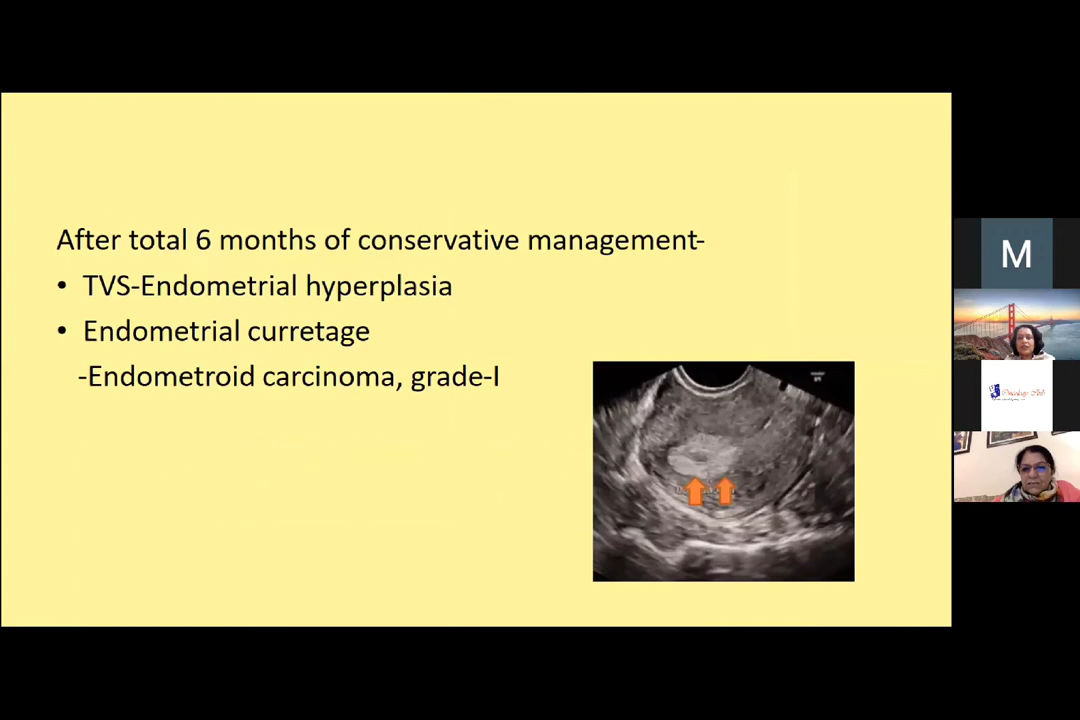 After total 6 months of conservative management-
• TVS-Endometrial hyperplasia
• Endometrial curretage
-Endometroid carcinoma, grade-I
M